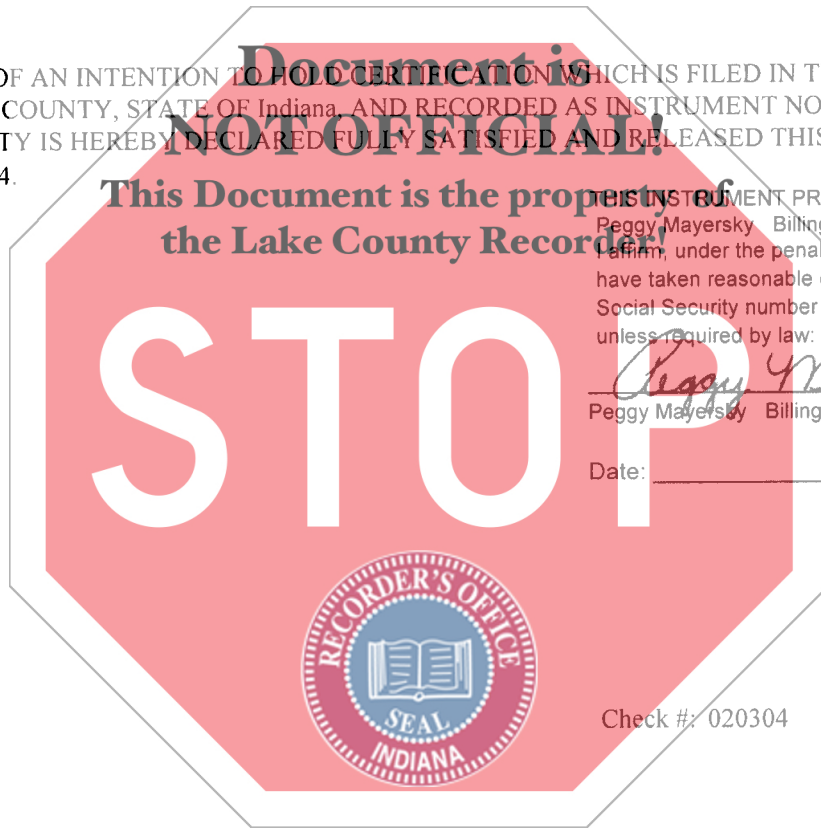 Document is
OF AN INTENTION TO HOLD CERTIFICATION WHICH IS FILED IN T
COUNTY, STATE OF Indiana, AND RECORDED AS INSTRUMENT NO
NOT OFFICIAL!
TY IS HEREBY DECLARED FULLY SATISFIED AND RELEASED THIS
4.
This Document is the property of
the Lake County Recorder!
THIS INSTRUMENT PR
Peggy Mayersky Billing
I affirm, under the penal
have taken reasonable
Social Security number
unless required by law:
Peggy M
Peggy Mayersky Billing
Date:
STOP
RECORDER'S OFFICE
SEAL
INDIANA
Check #: 020304